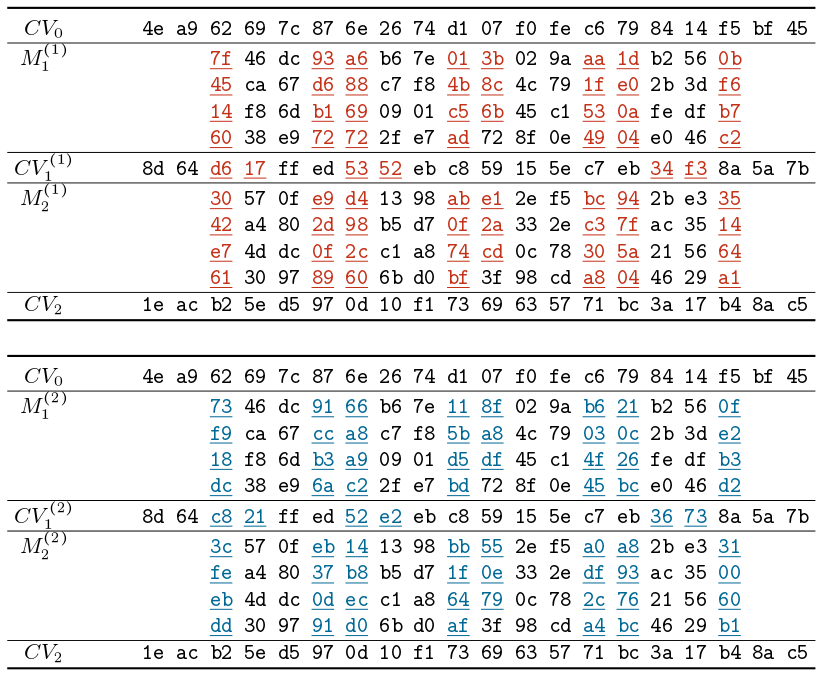 CV₀ 4e a9 62 69 7c 87 6e 26 74 d1 07 f0 fe c6 79 84 14 f5 bf 45
M₁⁽¹⁾ 7f 46 dc 93 a6 b6 7e 01 3b 02 9a aa 1d b2 56 0b
45 ca 67 d6 88 c7 f8 4b 8c 4c 79 1f e0 2b 3d f6
14 f8 6d b1 69 09 01 c5 6b 45 c1 53 0a fe df b7
60 38 e9 72 72 2f e7 ad 72 8f 0e 49 04 e0 46 c2
CV₁⁽¹⁾ 8d 64 d6 17 ff ed 53 52 eb c8 59 15 5e c7 eb 34 f3 8a 5a 7b
M₂⁽¹⁾ 30 57 0f e9 d4 13 98 ab e1 2e f5 bc 94 2b e3 35
42 a4 80 2d 98 b5 d7 0f 2a 33 2e c3 7f ac 35 14
e7 4d dc 0f 2c c1 a8 74 cd 0c 78 30 5a 21 56 64
61 30 97 89 60 6b d0 bf 3f 98 cd a8 04 46 29 a1
CV₂ 1e ac b2 5e d5 97 0d 10 f1 73 69 63 57 71 bc 3a 17 b4 8a c5
CV₀ 4e a9 62 69 7c 87 6e 26 74 d1 07 f0 fe c6 79 84 14 f5 bf 45
M₁⁽²⁾ 73 46 dc 91 66 b6 7e 11 8f 02 9a b6 21 b2 56 0f
f9 ca 67 cc a8 c7 f8 5b a8 4c 79 03 0c 2b 3d e2
18 f8 6d b3 a9 09 01 d5 df 45 c1 4f 26 fe df b3
dc 38 e9 6a c2 2f e7 bd 72 8f 0e 45 bc e0 46 d2
CV₁⁽²⁾ 8d 64 c8 21 ff ed 52 e2 eb c8 59 15 5e c7 eb 36 73 8a 5a 7b
M₂⁽²⁾ 3c 57 0f eb 14 13 98 bb 55 2e f5 a0 a8 2b e3 31
fe a4 80 37 b8 b5 d7 1f 0e 33 2e df 93 ac 35 00
eb 4d dc 0d ec c1 a8 64 79 0c 78 2c 76 21 56 60
dd 30 97 91 d0 6b d0 af 3f 98 cd a4 bc 46 29 b1
CV₂ 1e ac b2 5e d5 97 0d 10 f1 73 69 63 57 71 bc 3a 17 b4 8a c5